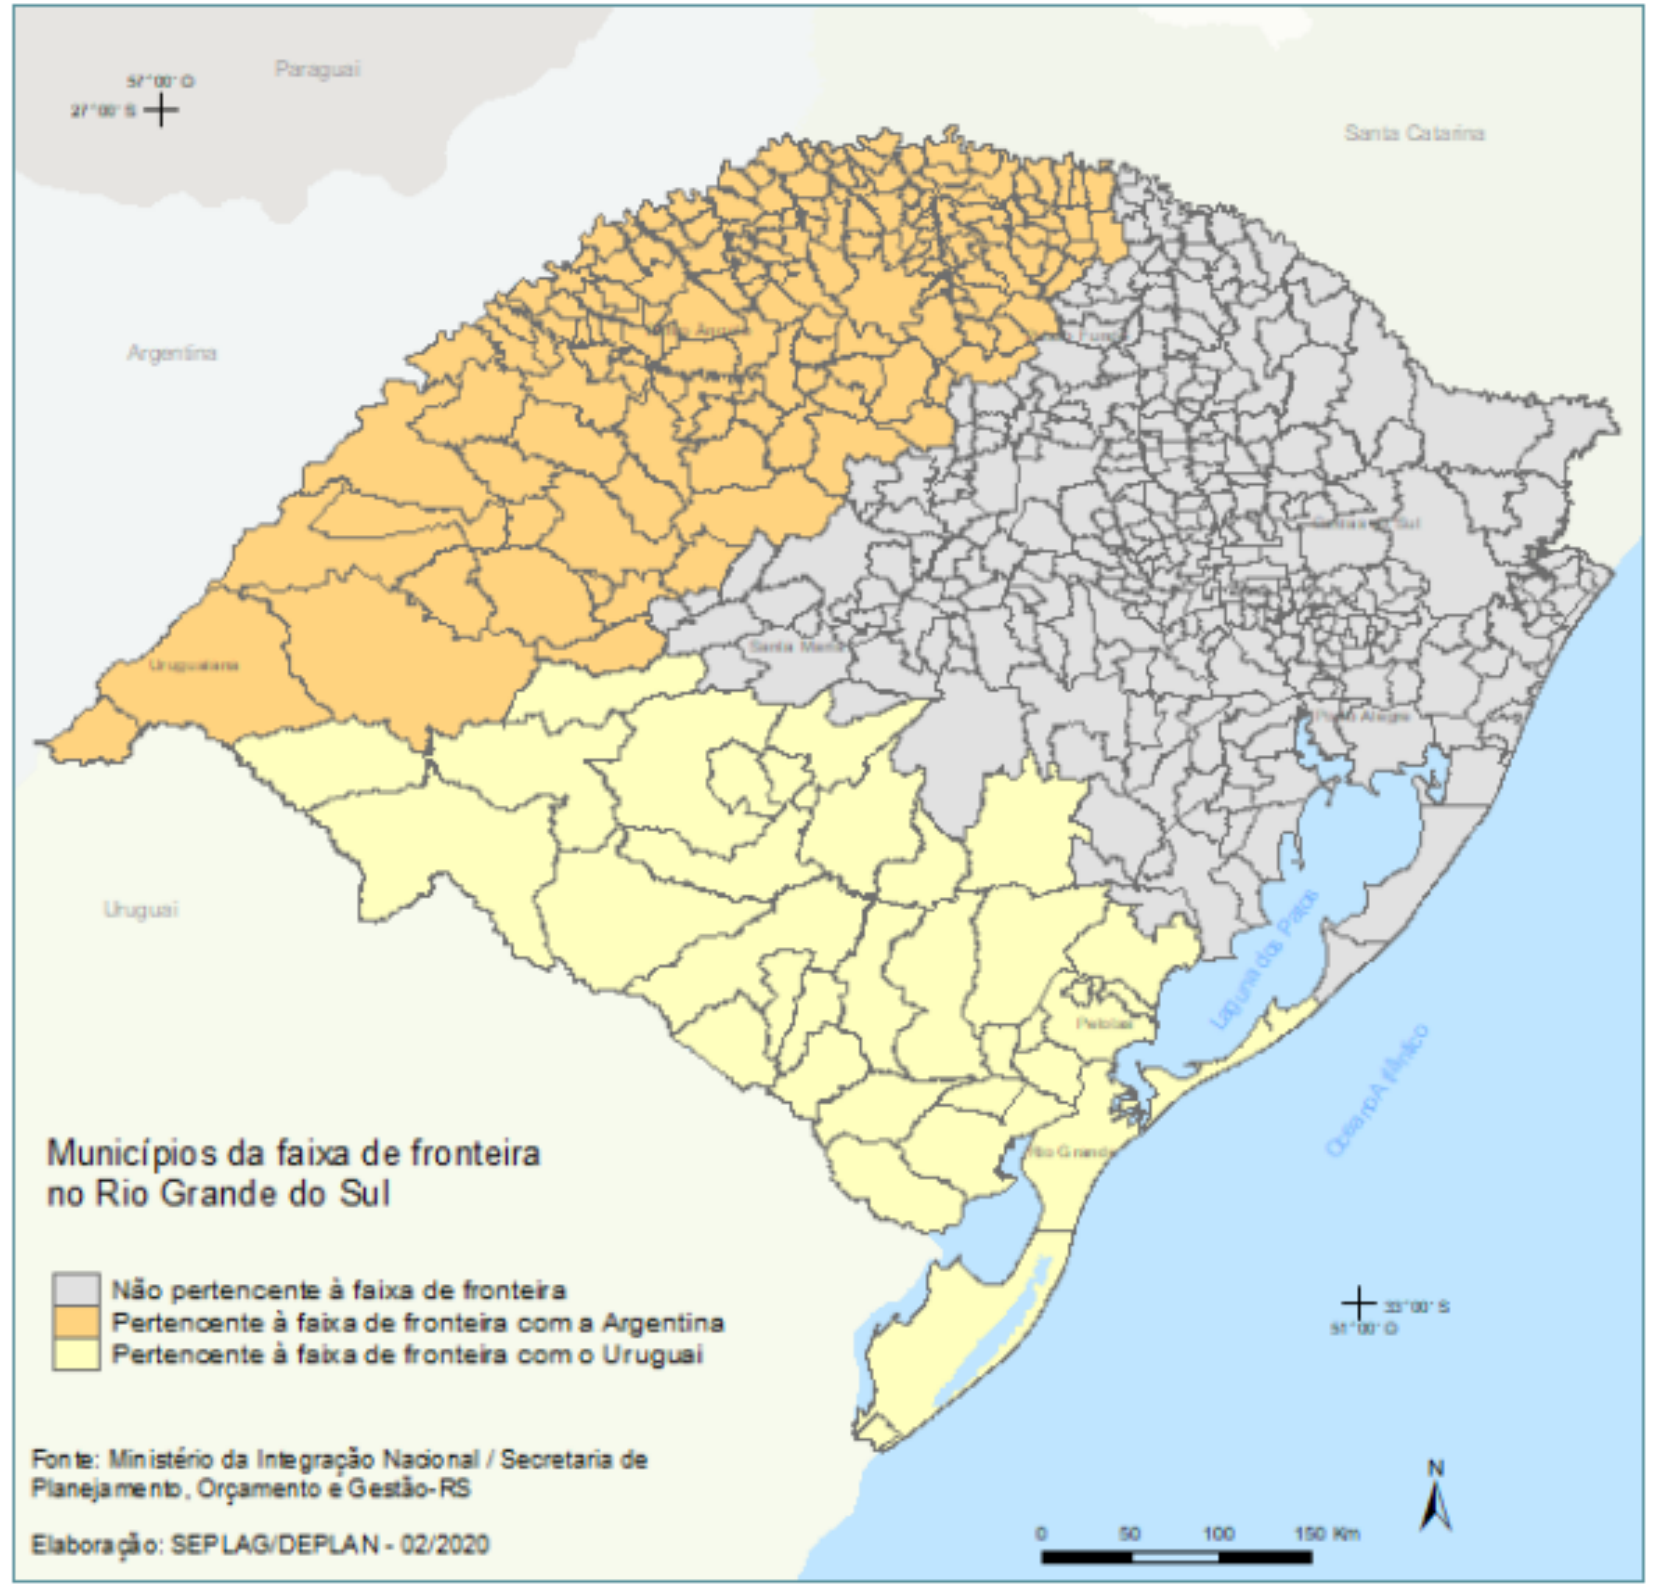 Paraguai
57°00' O
27°00' S
Santa Catarina
Argentina
Santa Maria
Uruguaiana
Porto Alegre
Uruguai
Laguna dos Patos
Pelotas
Oceano Atlântico
Rio Grande
Municípios da faixa de fronteira
no Rio Grande do Sul
Não pertencente à faixa de fronteira
Pertencente à faixa de fronteira com a Argentina
Pertencente à faixa de fronteira com o Uruguai
33°00' S
51°00' O
Fonte: Ministério da Integração Nacional / Secretaria de
Planejamento, Orçamento e Gestão-RS
Elaboração: SEPLAG/DEPLAN - 02/2020
N
0 50 100 150 Km